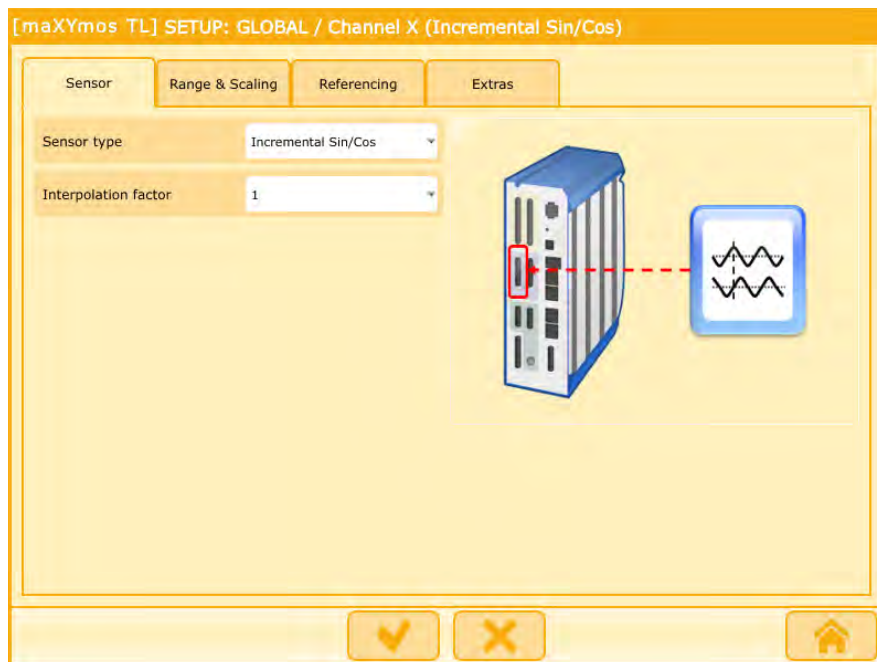 [maXYmos TL] SETUP: GLOBAL / Channel X (Incremental Sin/Cos)
Sensor Range & Scaling Referencing Extras
Sensor type Incremental Sin/Cos
Interpolation factor 1